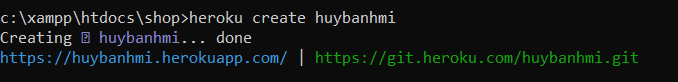 c:\xampp\htdocs\shop>heroku create huybanhmi
Creating ⍰ huybanhmi... done
https://huybanhmi.herokuapp.com/ | https://git.heroku.com/huybanhmi.git